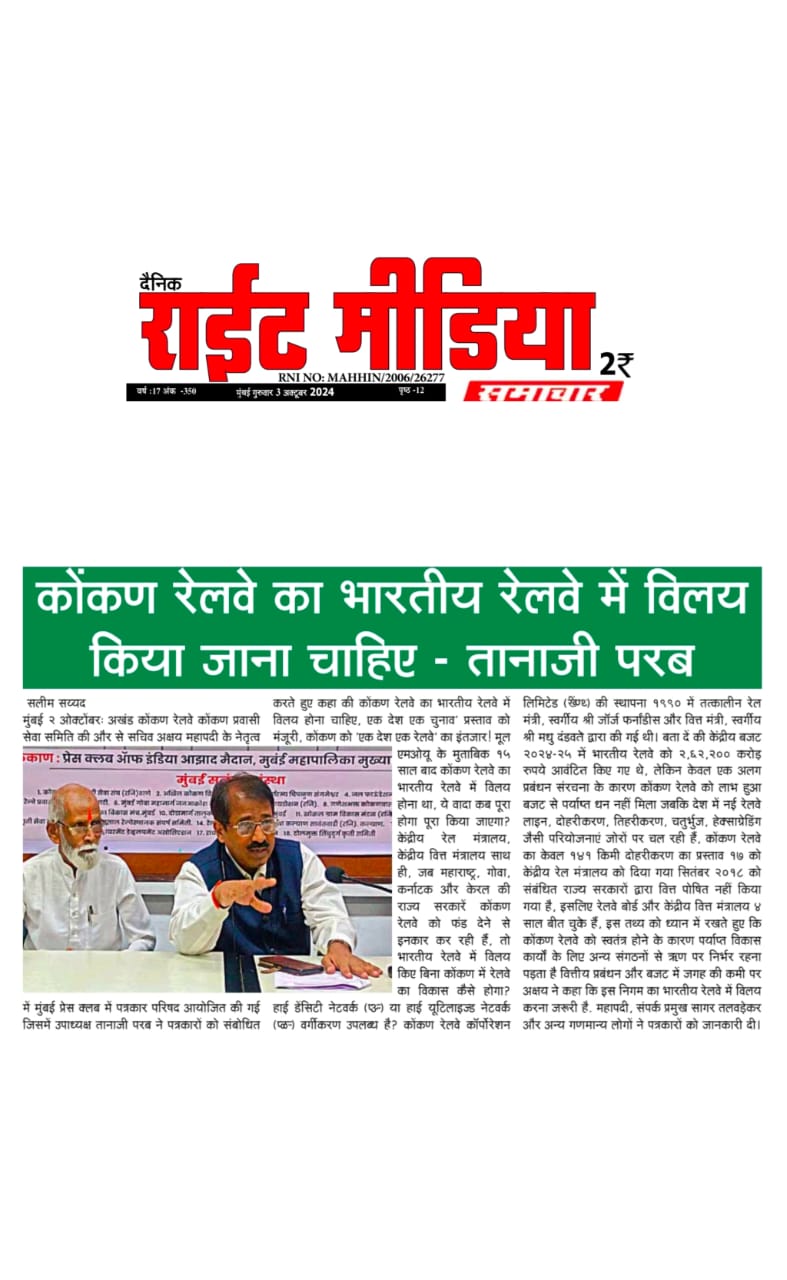 दैनिक
राईट मीडिया
2₹
RNI NO: MAHHIN/2006/26277
वर्ष :17 अंक -350 मुंबई गुरुवार 3 अक्टूबर 2024 पृष्ठ -12
समाचार
कोंकण रेलवे का भारतीय रेलवे में विलय
किया जाना चाहिए - तानाजी परब
सलीम सय्यद
मुंबई २ ओक्टोंबरः अखंड कोंकण रेलवे कोंकण प्रवासी
सेवा समिति की और से सचिव अक्षय महापदी के नेतृत्व
काण : प्रेस क्लब ऑफ इंडिया आझाद मैदान, मुंबई महापालिका मुख्या
मुंबई
संस्था
में मुंबई प्रेस क्लब में पत्रकार परिषद आयोजित की गई
जिसमें उपाध्यक्ष तानाजी परब ने पत्रकारों को संबोधित
करते हुए कहा की कोंकण रेलवे का भारतीय रेलवे में
विलय होना चाहिए, एक देश एक चुनाव' प्रस्ताव को
मंजूरी, कोंकण को 'एक देश एक रेलवे' का इंतजार! मूल
एमओयू के मुताबिक १५
साल बाद कोंकण रेलवे का
भारतीय रेलवे में विलय
होना था, ये वादा कब पूरा
होगा पूरा किया जाएगा?
केंद्रीय रेल मंत्रालय,
केंद्रीय वित्त मंत्रालय साथ
ही, जब महाराष्ट्र, गोवा,
कर्नाटक और केरल की
राज्य सरकारें कोंकण
रेलवे को फंड देने से
इनकार कर रही हैं, तो
भारतीय रेलवे में विलय
किए बिना कोंकण में रेलवे
का विकास कैसे होगा?
हाई डेंसिटी नेटवर्क या हाई यूटिलाइज्ड नेटवर्क
वर्गीकरण उपलब्ध है? कोंकण रेलवे कॉर्पोरेशन
लिमिटेड की स्थापना १९९० में तत्कालीन रेल
मंत्री, स्वर्गीय श्री जॉर्ज फर्नांडीस और वित्त मंत्री, स्वर्गीय
श्री मधु दंडवते द्वारा की गई थी। बता दें की केंद्रीय बजट
२०२४-२५ में भारतीय रेलवे को २,६२,२०० करोड़
रुपये आवंटित किए गए थे, लेकिन केवल एक अलग
प्रबंधन संरचना के कारण कोंकण रेलवे को लाभ हुआ
बजट से पर्याप्त धन नहीं मिला जबकि देश में नई रेलवे
लाइन, दोहरीकरण, तिहरीकरण, चतुर्भुज, हेक्साग्रेडिंग
जैसी परियोजनाएं जोरों पर चल रही हैं, कोंकण रेलवे
का केवल १४१ किमी दोहरीकरण का प्रस्ताव १७ को
केंद्रीय रेल मंत्रालय को दिया गया सितंबर २०१८ को
संबंधित राज्य सरकारों द्वारा वित्त पोषित नहीं किया
गया है, इसलिए रेलवे बोर्ड और केंद्रीय वित्त मंत्रालय ४
साल बीत चुके हैं, इस तथ्य को ध्यान में रखते हुए कि
कोंकण रेलवे को स्वतंत्र होने के कारण पर्याप्त विकास
कार्यों के लिए अन्य संगठनों से ऋण पर निर्भर रहना
पड़ता है वित्तीय प्रबंधन और बजट में जगह की कमी पर
अक्षय ने कहा कि इस निगम का भारतीय रेलवे में विलय
करना जरूरी है. महापदी, संपर्क प्रमुख सागर तलवड़ेकर
और अन्य गणमान्य लोगों ने पत्रकारों को जानकारी दी।